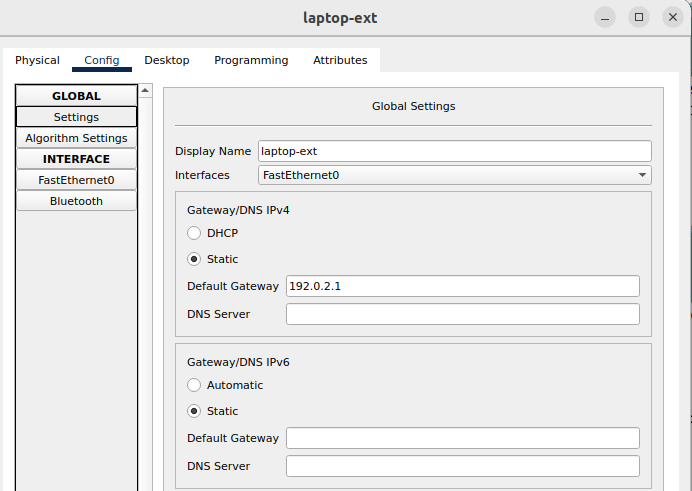 laptop-ext
Physical Config Desktop Programming Attributes
GLOBAL
Settings
Algorithm Settings
INTERFACE
FastEthernet0
Bluetooth
Global Settings
Display Name laptop-ext
Interfaces FastEthernet0
Gateway/DNS IPv4
DHCP
Static
Default Gateway 192.0.2.1
DNS Server
Gateway/DNS IPv6
Automatic
Static
Default Gateway
DNS Server